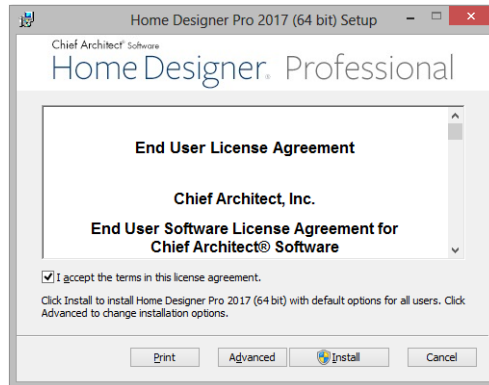 Home Designer Pro 2017 (64 bit) Setup
Chief Architect® Software
Home Designer® Professional
End User License Agreement
Chief Architect, Inc.
End User Software License Agreement for
Chief Architect® Software
I accept the terms in this license agreement.
Click Install to install Home Designer Pro 2017 (64 bit) with default options for all users. Click
Advanced to change installation options.
Print Advanced Install Cancel